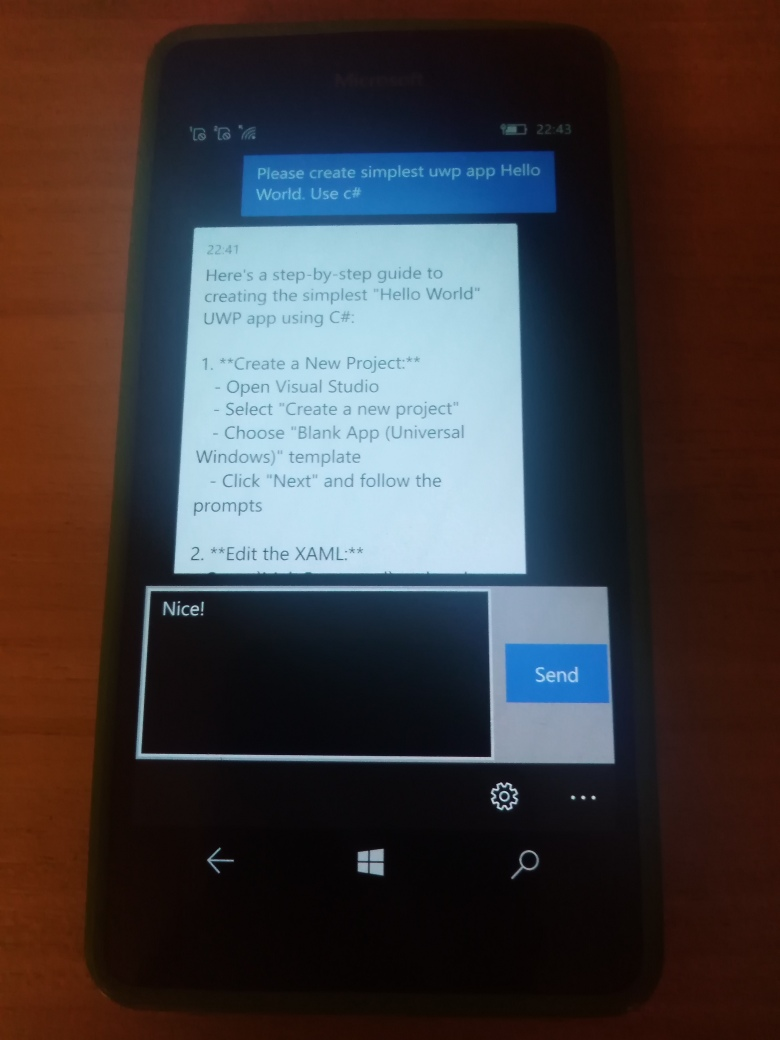 Microsoft
22:43
Please create simplest uwp app Hello
World. Use c#
22:41
Here's a step-by-step guide to
creating the simplest "Hello World"
UWP app using C#:
1. **Create a New Project:**
- Open Visual Studio
- Select "Create a new project"
- Choose "Blank App (Universal
Windows)" template
- Click "Next" and follow the
prompts
2. **Edit the XAML:**
Nice!
Send